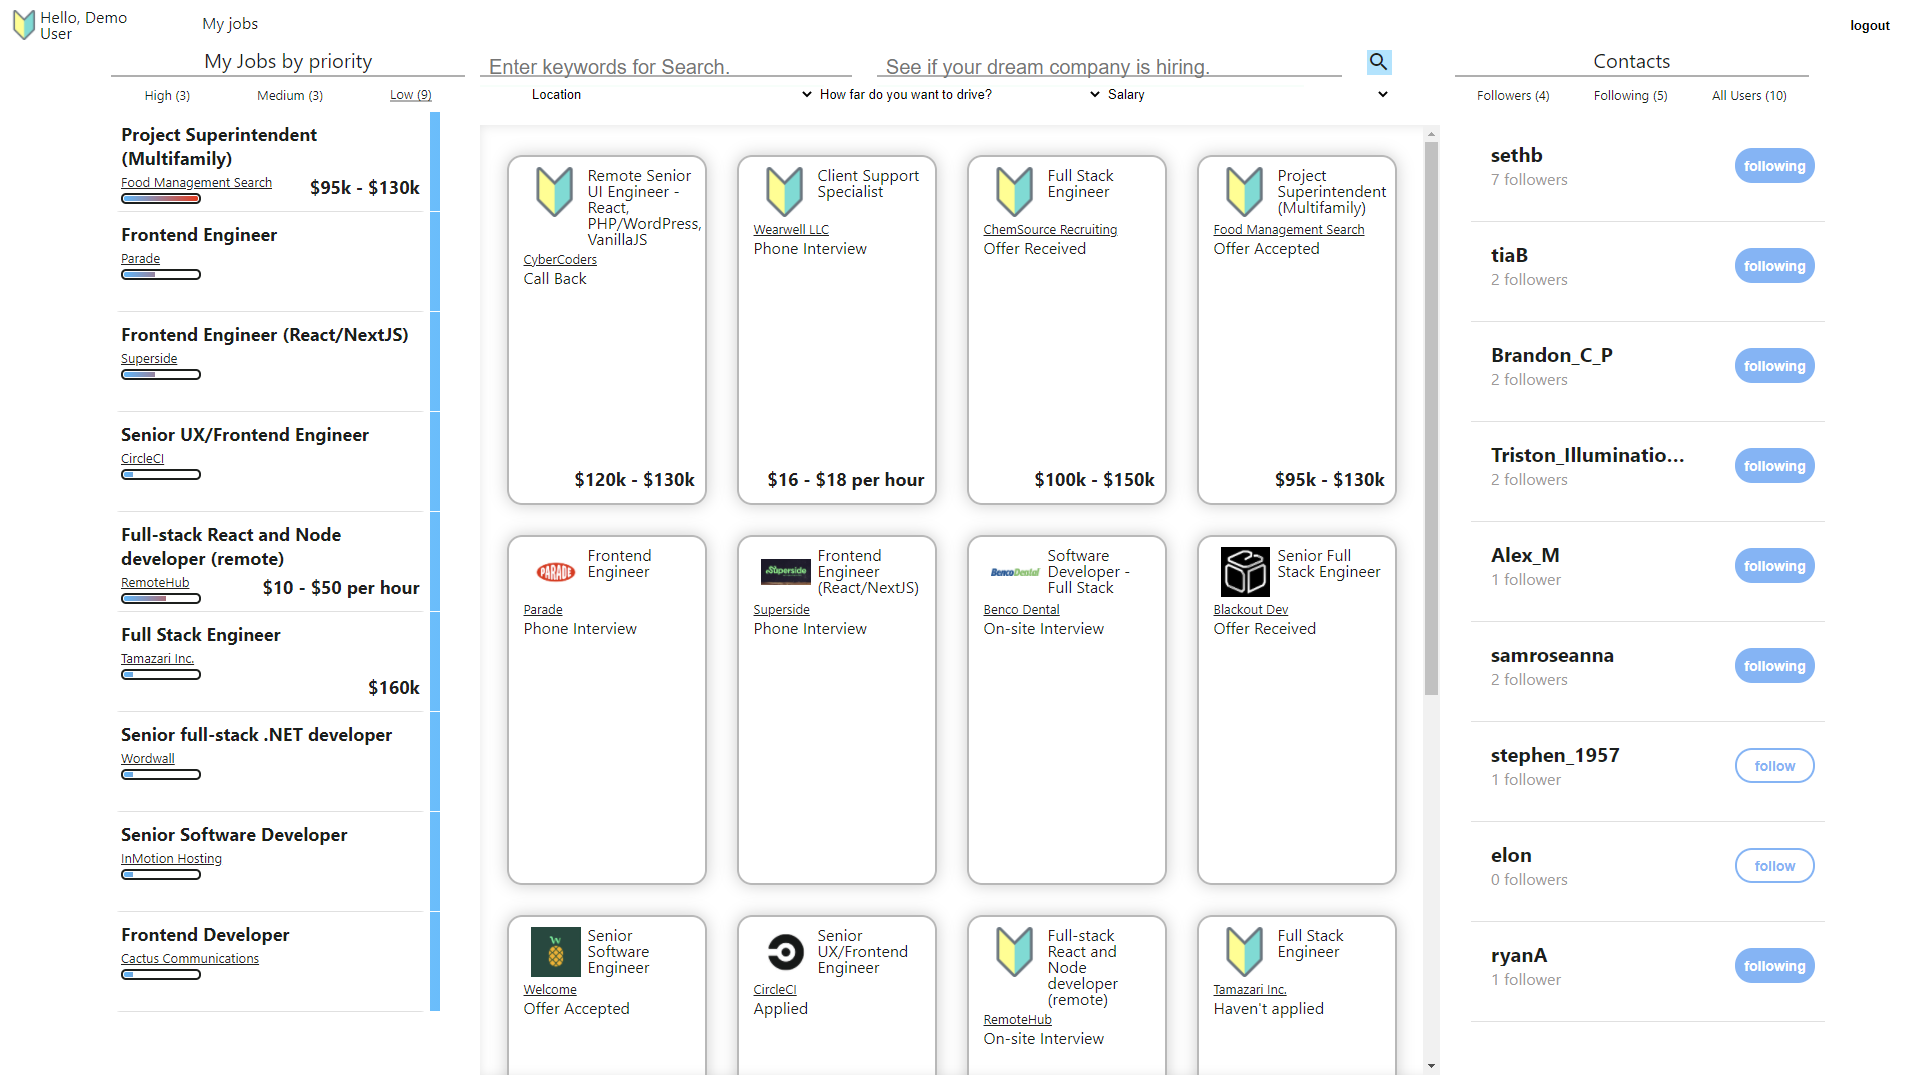 Hello, Demo
User
My jobs
logout
My Jobs by priority
High (3)
Medium (3)
Low (9)
Project Superintendent
(Multifamily)
Food Management Search
$95k - $130k
Frontend Engineer
Parade
Frontend Engineer (React/NextJS)
Superside
Senior UX/Frontend Engineer
CircleCI
Full-stack React and Node
developer (remote)
RemoteHub
$10 - $50 per hour
Full Stack Engineer
Tamazari Inc.
$160k
Senior full-stack .NET developer
Wordwall
Senior Software Developer
InMotion Hosting
Frontend Developer
Cactus Communications
Enter keywords for Search.
See if your dream company is hiring.
Location
How far do you want to drive?
Salary
Remote Senior
UI Engineer -
React,
PHP/WordPress,
VanillaJS
CyberCoders
Call Back
$120k - $130k
Client Support
Specialist
Wearwell LLC
Phone Interview
$16 - $18 per hour
Full Stack
Engineer
ChemSource Recruiting
Offer Received
$100k - $150k
Project
Superintendent
(Multifamily)
Food Management Search
Offer Accepted
$95k - $130k
PARADE
Frontend
Engineer
Parade
Phone Interview
Superside
Frontend
Engineer
(React/NextJS)
Superside
Phone Interview
BencoDental
Software
Developer -
Full Stack
Benco Dental
On-site Interview
Senior Full
Stack Engineer
Blackout Dev
Offer Received
W
Senior
Software
Engineer
Welcome
Offer Accepted
Senior
UX/Frontend
Engineer
CircleCI
Applied
Full-stack
React and
Node
developer
(remote)
RemoteHub
On-site Interview
Full Stack
Engineer
Tamazari Inc.
Haven't applied
Contacts
Followers (4)
Following (5)
All Users (10)
sethb
7 followers
following
tiaB
2 followers
following
Brandon_C_P
2 followers
following
Triston_Illuminatio...
2 followers
following
Alex_M
1 follower
following
samroseanna
2 followers
following
stephen_1957
1 follower
follow
elon
0 followers
follow
ryanA
1 follower
following